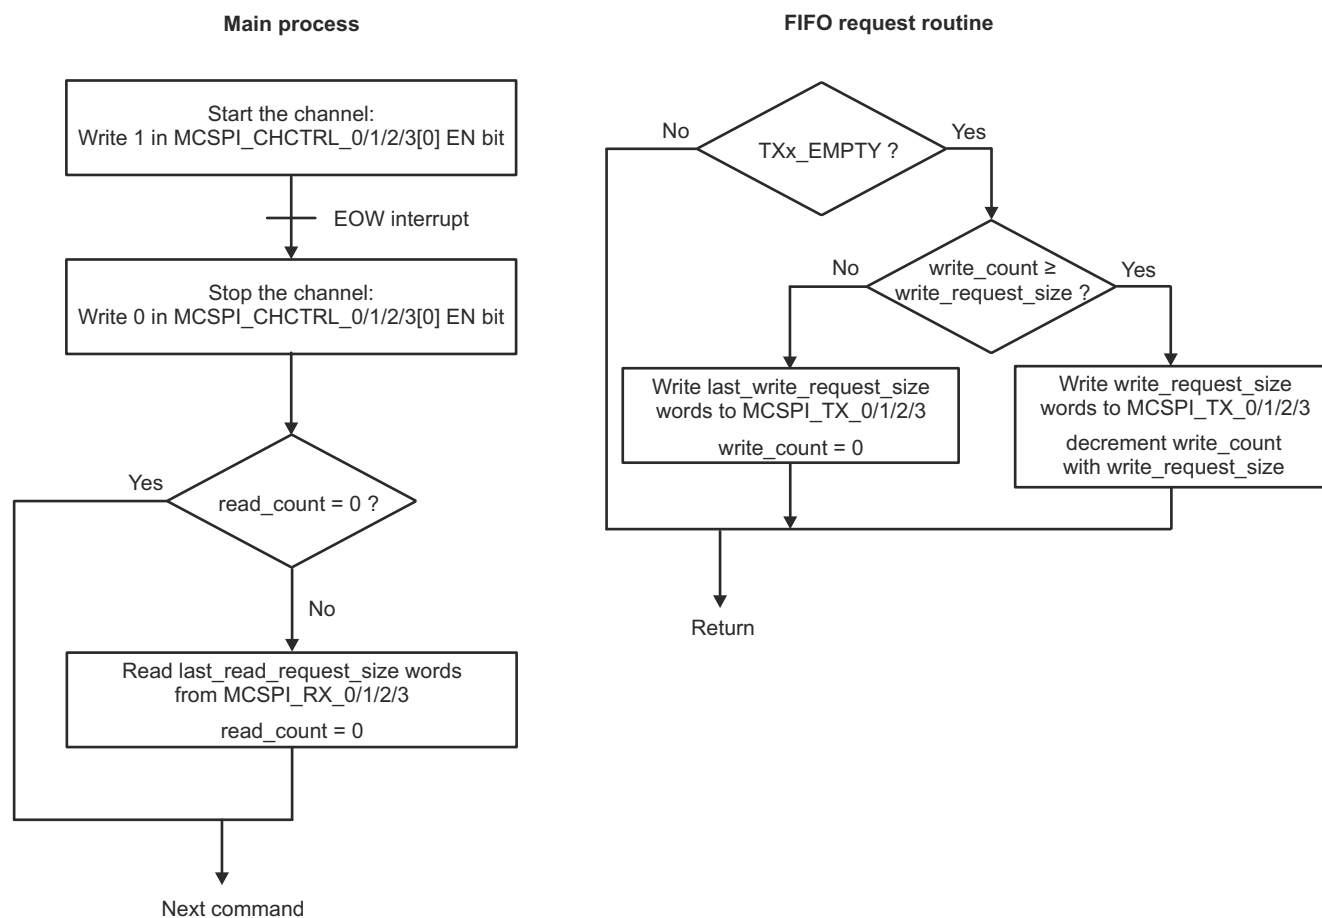 Main process
Start the channel:
Write 1 in MCSPI_CHCTRL_0/1/2/3[0] EN bit
EOW interrupt
Stop the channel:
Write 0 in MCSPI_CHCTRL_0/1/2/3[0] EN bit
Yes
read_count = 0 ?
No
Read last_read_request_size words
from MCSPI_RX_0/1/2/3
read_count = 0
Next command
FIFO request routine
No
Yes
TXx_EMPTY ?
No
write_count ≥
write_request_size ?
Yes
Write last_write_request_size
words to MCSPI_TX_0/1/2/3
write_count = 0
Write write_request_size
words to MCSPI_TX_0/1/2/3
decrement write_count
with write_request_size
Return